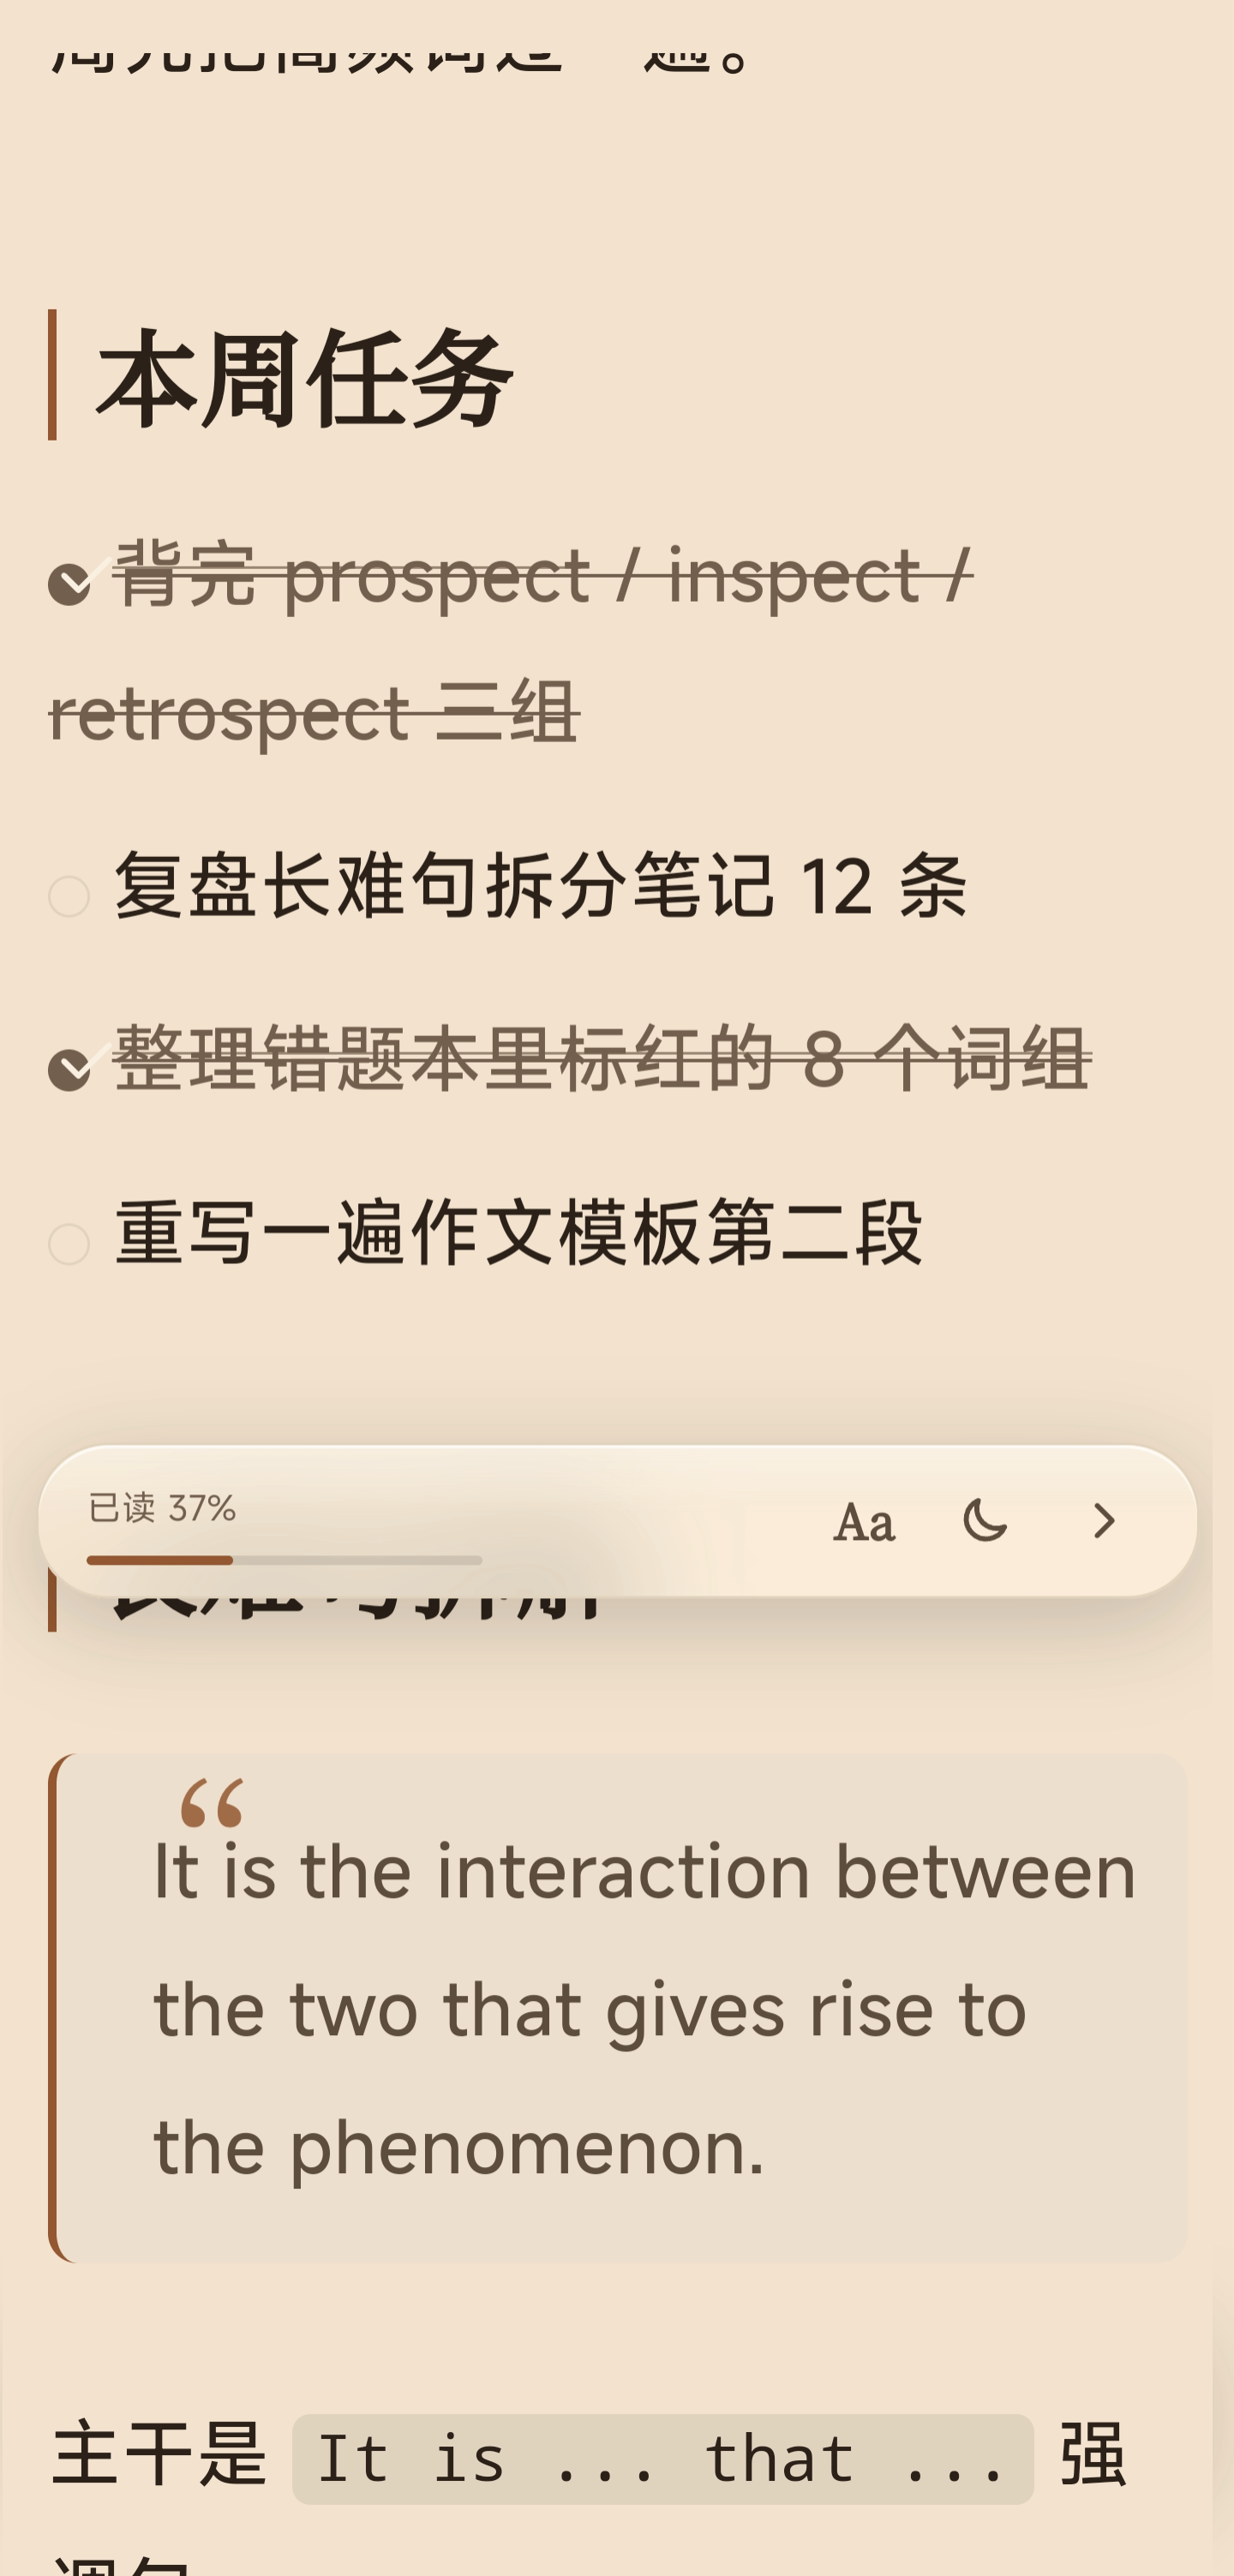 本周任务
背完 prospect / inspect /
retrospect 三组
复盘长难句拆分笔记 12 条
整理错题本里标红的 8 个词组
重写一遍作文模板第二段
已读 37%
Aa
“
It is the interaction between
the two that gives rise to
the phenomenon.
主干是 It is ... that ... 强